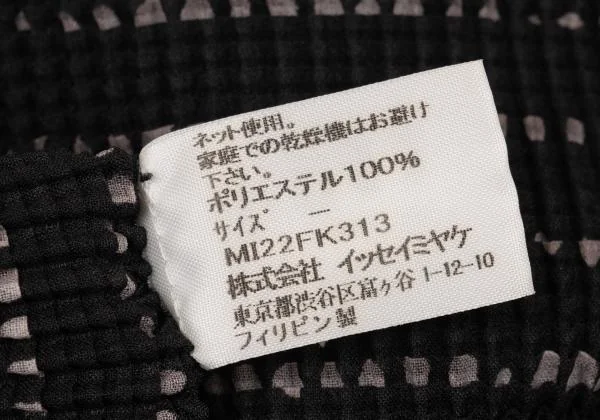 ネット使用。
家庭での乾燥機はお避け
下さい。
ポリエステル100%
サイズ ー
MI22FK313
株式会社 イッセイミヤケ
東京都渋谷区富ヶ谷 1-12-10
フィリピン製